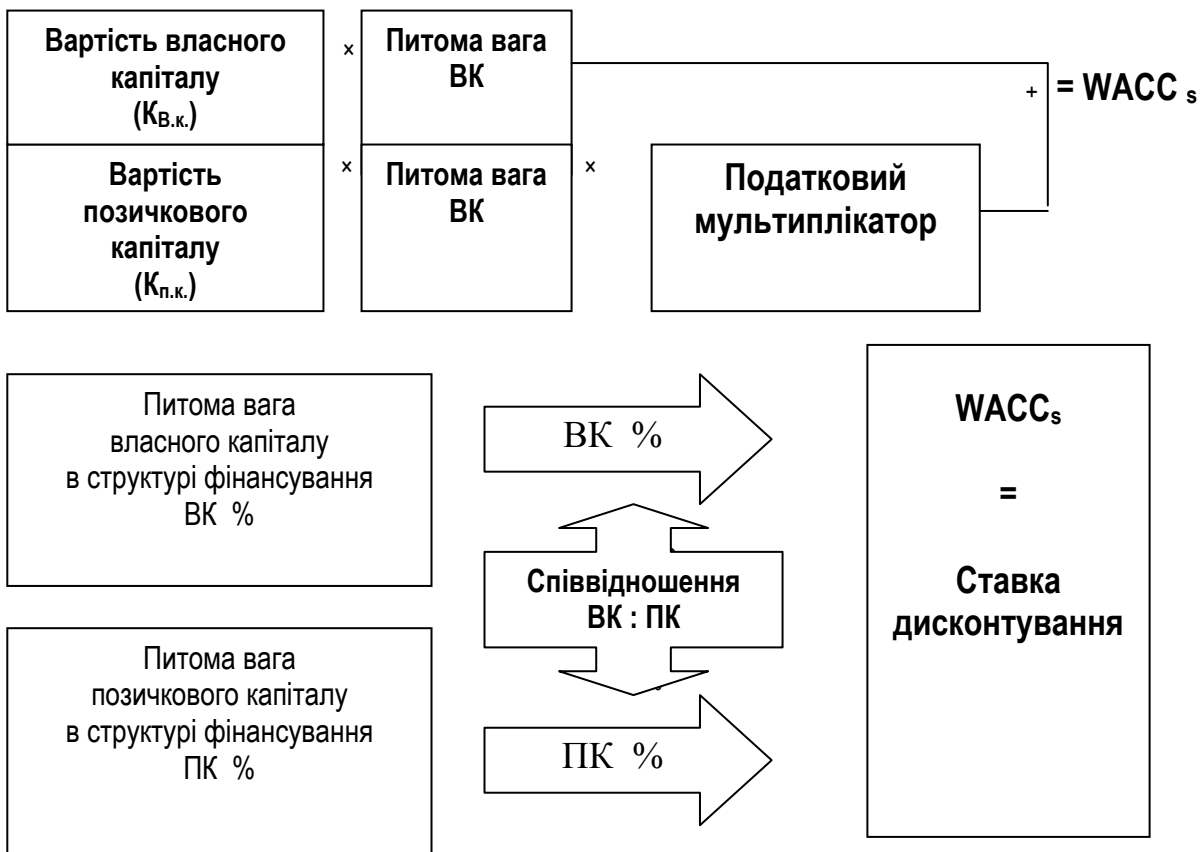 Вартість власного
капіталу
(Кв.к.)
×
Питома вага
ВК
+
= WACC s
Вартість
позичкового
капіталу
(Кп.к.)
×
Питома вага
ВК
×
Податковий
мультиплікатор
Питома вага
власного капіталу
в структурі фінансування
ВК %
ВК %
Співвідношення
ВК : ПК
Питома вага
позичкового капіталу
в структурі фінансування
ПК %
ПК %
WACCs
=
Ставка
дисконтування